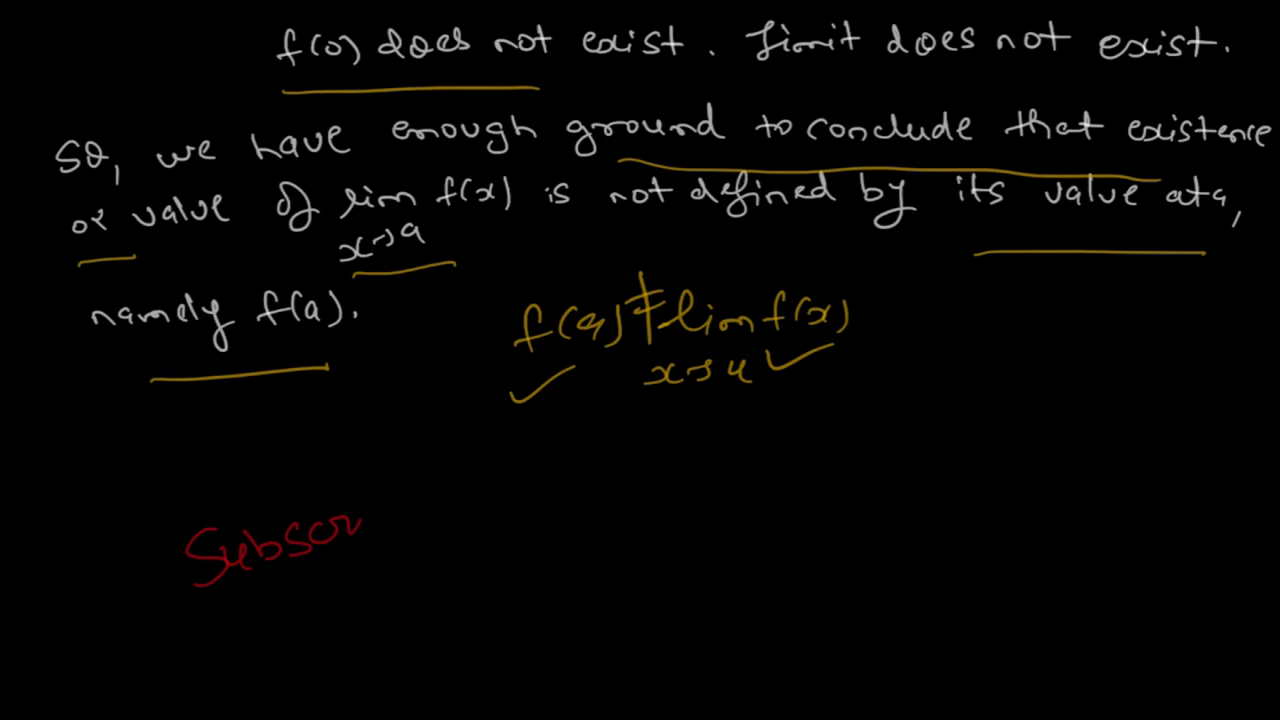 f(0) does not exist. Limit does not exist.
So, we have enough ground to conclude that existence
or value of lim f(x) is not defined by its value at a,
x→a
namely f(a).
f(a) ≠ lim f(x)
x→a
Subscr